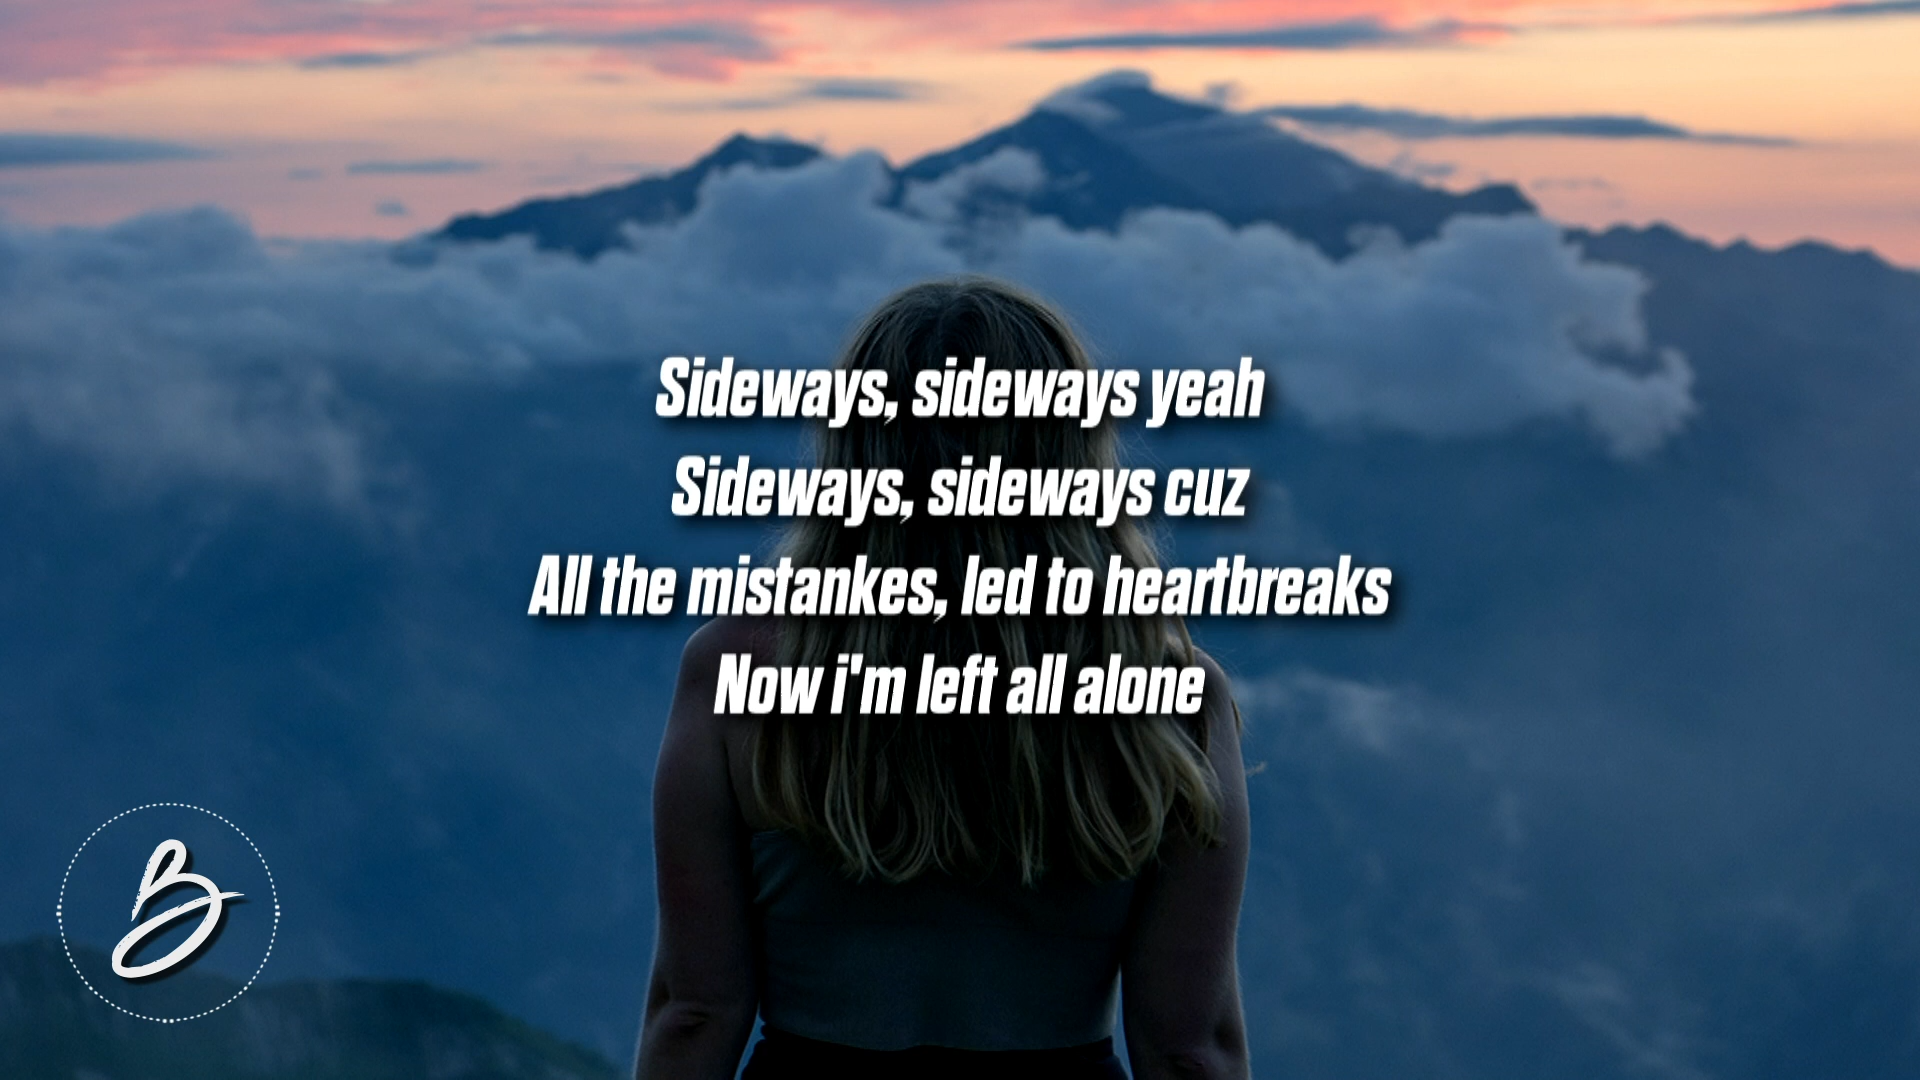 Sideways, sideways yeah
Sideways, sideways cuz
All the mistankes, led to heartbreaks
Now i'm left all alone
B